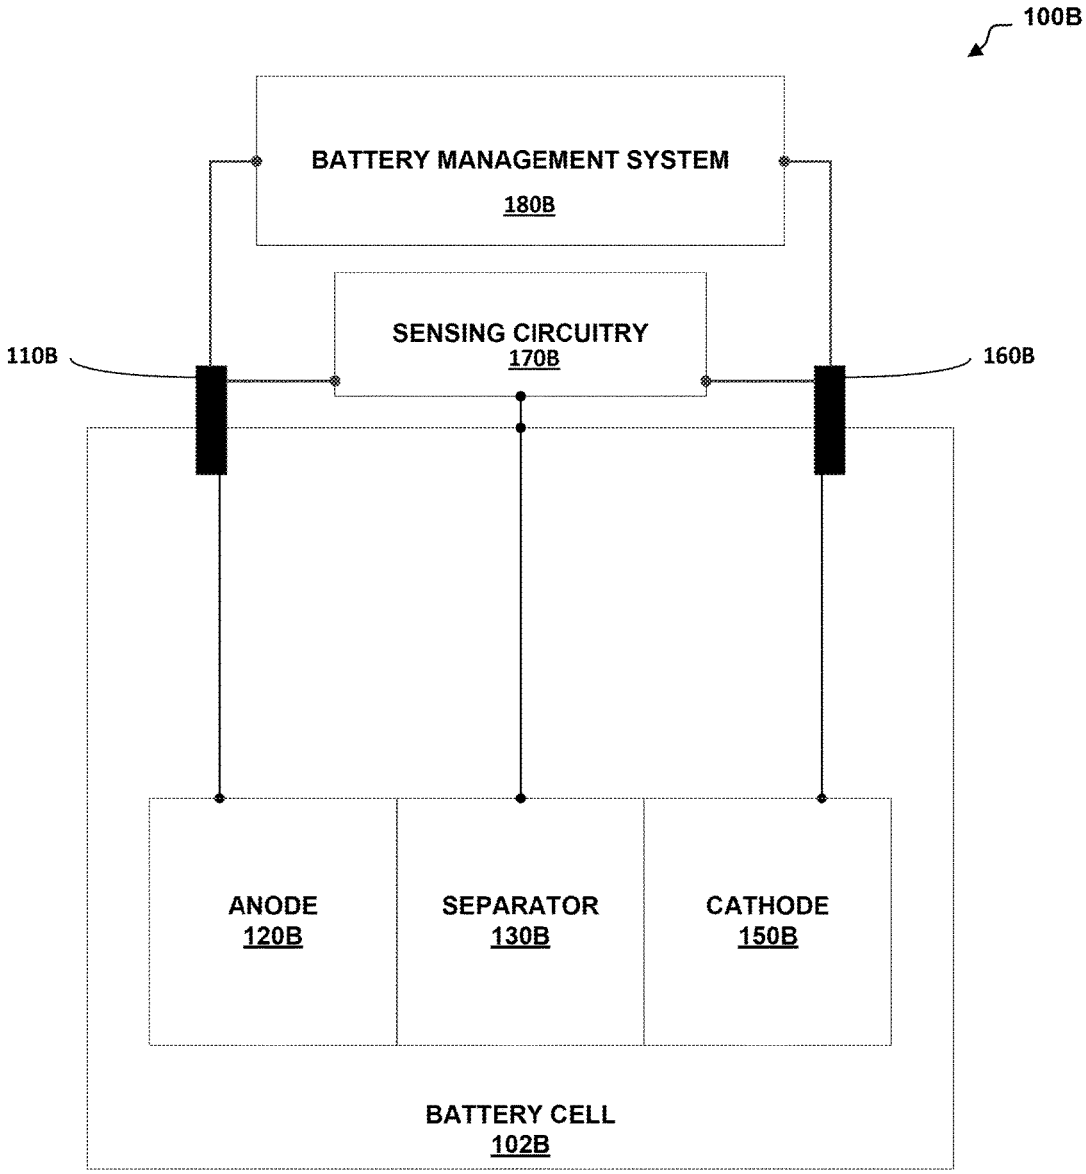 100B
BATTERY MANAGEMENT SYSTEM
180B
SENSING CIRCUITRY
170B
110B
160B
ANODE
120B
SEPARATOR
130B
CATHODE
150B
BATTERY CELL
102B